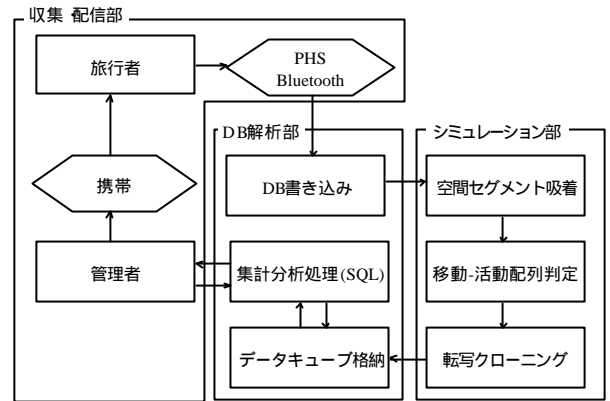 収集・配信部
旅行者
PHS
Bluetooth
DB解析部
シミュレーション部
携帯
DB書き込み
空間セグメント吸着
管理者
集計分析処理(SQL)
移動-活動配列判定
データキューブ格納
転写クローニング